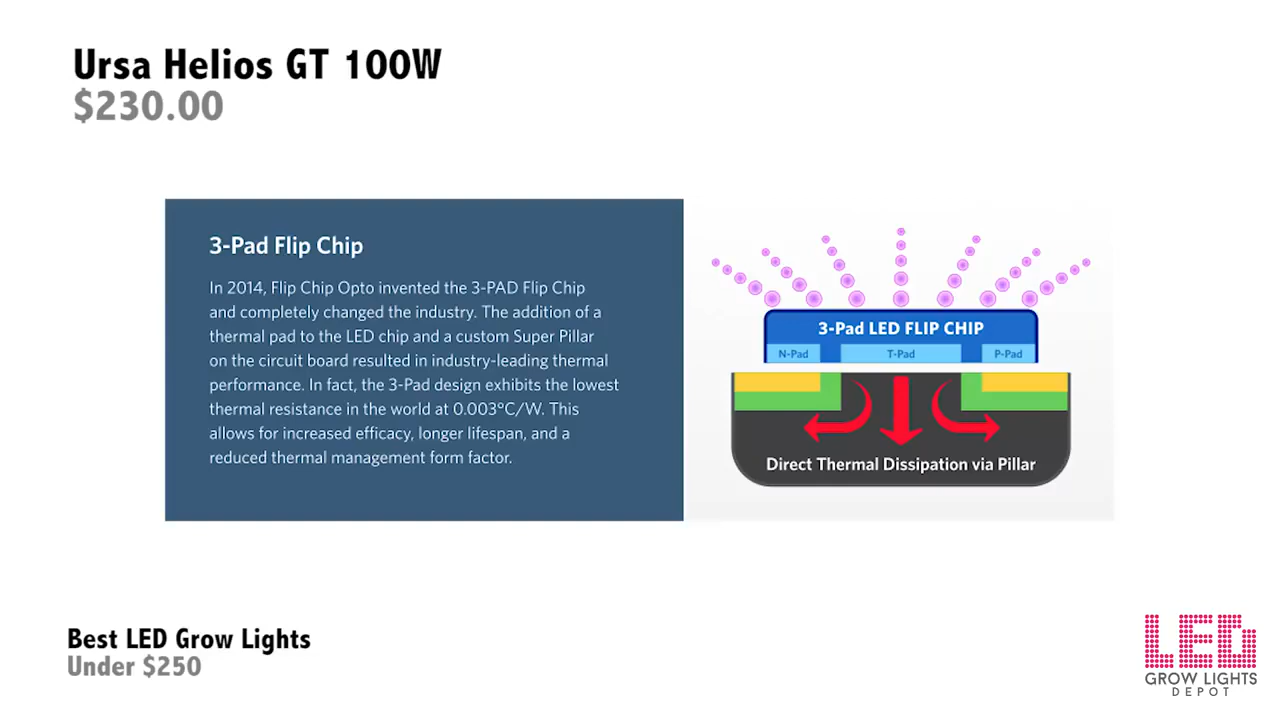 Ursa Helios GT 100W
$230.00
3-Pad Flip Chip
In 2014, Flip Chip Opto invented the 3-PAD Flip Chip
and completely changed the industry. The addition of a
thermal pad to the LED chip and a custom Super Pillar
on the circuit board resulted in industry-leading thermal
performance. In fact, the 3-Pad design exhibits the lowest
thermal resistance in the world at 0.003°C/W. This
allows for increased efficacy, longer lifespan, and a
reduced thermal management form factor.
3-Pad LED FLIP CHIP
N-Pad T-Pad P-Pad
Direct Thermal Dissipation via Pillar
Best LED Grow Lights
Under $250
LED
GROW LIGHTS
DEPOT